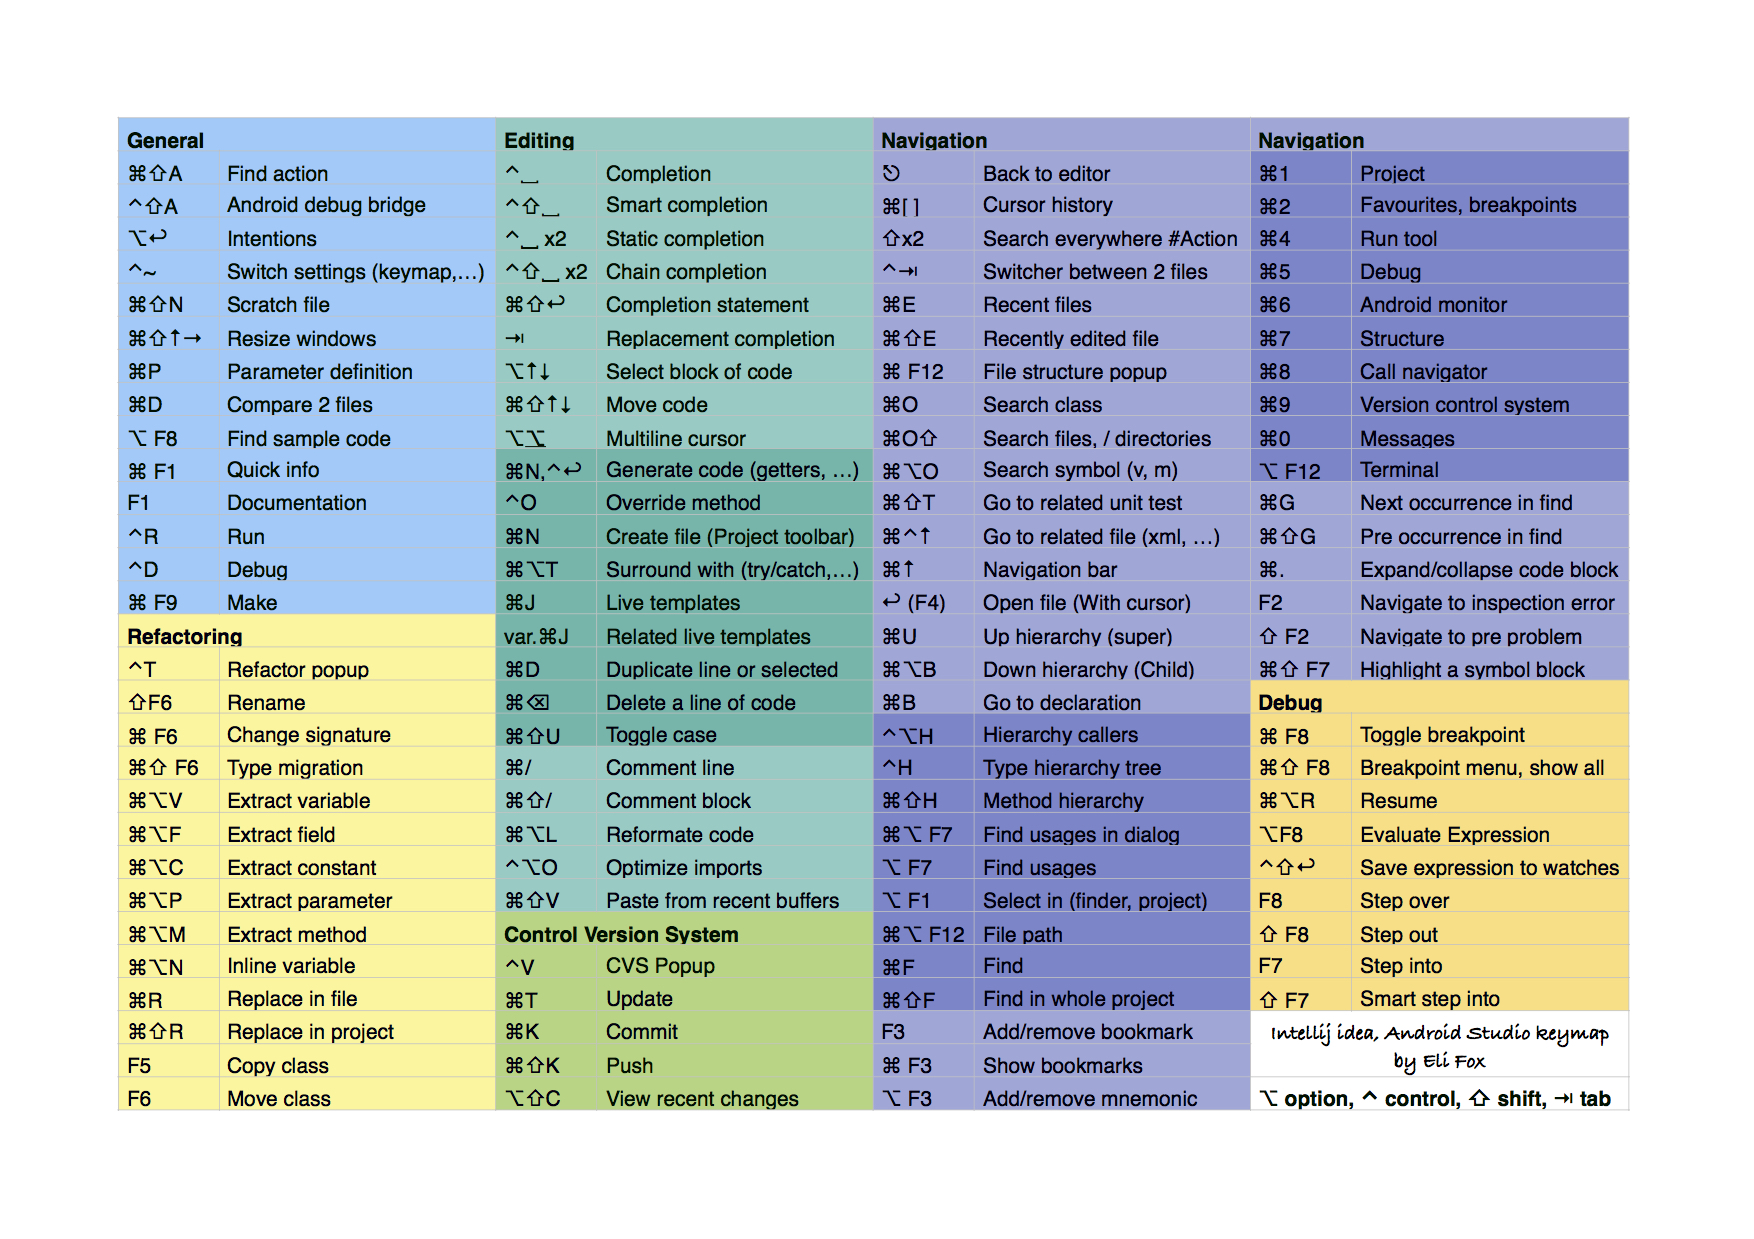 General
⌘⇧A Find action
^⇧A Android debug bridge
⌥↩ Intentions
^~ Switch settings (keymap,…)
⌘⇧N Scratch file
⌘⇧↑→ Resize windows
⌘P Parameter definition
⌘D Compare 2 files
⌥ F8 Find sample code
⌘ F1 Quick info
F1 Documentation
^R Run
^D Debug
⌘ F9 Make
Refactoring
^T Refactor popup
⇧F6 Rename
⌘ F6 Change signature
⌘⇧ F6 Type migration
⌘⌥V Extract variable
⌘⌥F Extract field
⌘⌥C Extract constant
⌘⌥P Extract parameter
⌘⌥M Extract method
⌘⌥N Inline variable
⌘R Replace in file
⌘⇧R Replace in project
F5 Copy class
F6 Move class
Editing
^⎵ Completion
^⇧⎵ Smart completion
^⎵ x2 Static completion
^⇧⎵ x2 Chain completion
⌘⇧↩ Completion statement
⇥ Replacement completion
⌥↑↓ Select block of code
⌘⇧↑↓ Move code
⌥⌥ Multiline cursor
⌘N,^↩ Generate code (getters, …)
^O Override method
⌘N Create file (Project toolbar)
⌘⌥T Surround with (try/catch,…)
⌘J Live templates
var.⌘J Related live templates
⌘D Duplicate line or selected
⌘⌫ Delete a line of code
⌘⇧U Toggle case
⌘/ Comment line
⌘⇧/ Comment block
⌘⌥L Reformate code
^⌥O Optimize imports
⌘⇧V Paste from recent buffers
Control Version System
^V CVS Popup
⌘T Update
⌘K Commit
⌘⇧K Push
⌥⇧C View recent changes
Navigation
⎋ Back to editor
⌘[ ] Cursor history
⇧x2 Search everywhere #Action
^⇥ Switcher between 2 files
⌘E Recent files
⌘⇧E Recently edited file
⌘ F12 File structure popup
⌘O Search class
⌘O⇧ Search files, / directories
⌘⌥O Search symbol (v, m)
⌘⇧T Go to related unit test
⌘^↑ Go to related file (xml, …)
⌘↑ Navigation bar
↩ (F4) Open file (With cursor)
⌘U Up hierarchy (super)
⌘⌥B Down hierarchy (Child)
⌘B Go to declaration
^⌥H Hierarchy callers
^H Type hierarchy tree
⌘⇧H Method hierarchy
⌘⌥ F7 Find usages in dialog
⌥ F7 Find usages
⌥ F1 Select in (finder, project)
⌘⌥ F12 File path
⌘F Find
⌘⇧F Find in whole project
F3 Add/remove bookmark
⌘ F3 Show bookmarks
⌥ F3 Add/remove mnemonic
Navigation
⌘1 Project
⌘2 Favourites, breakpoints
⌘4 Run tool
⌘5 Debug
⌘6 Android monitor
⌘7 Structure
⌘8 Call navigator
⌘9 Version control system
⌘0 Messages
⌥ F12 Terminal
⌘G Next occurrence in find
⌘⇧G Pre occurrence in find
⌘. Expand/collapse code block
F2 Navigate to inspection error
⇧ F2 Navigate to pre problem
⌘⇧ F7 Highlight a symbol block
Debug
⌘ F8 Toggle breakpoint
⌘⇧ F8 Breakpoint menu, show all
⌘⌥R Resume
⌥F8 Evaluate Expression
^⇧↩ Save expression to watches
F8 Step over
⇧ F8 Step out
F7 Step into
⇧ F7 Smart step into
Intellij idea, Android Studio keymap
by Eli Fox
⌥ option, ^ control, ⇧ shift, ⇥ tab